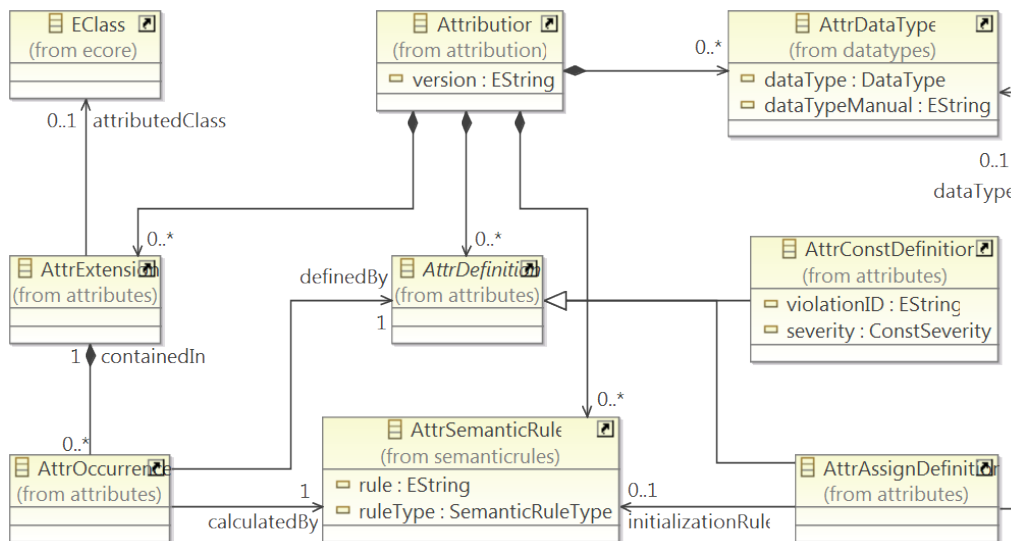 EClass
(from ecore)
Attribution
(from attribution)
version : EString
AttrDataType
(from datatypes)
dataType : DataType
dataTypeManual : EString
0..*
0..1
attributedClass
0..1
dataType
0..*
0..*
AttrExtension
(from attributes)
definedBy
1
AttrDefinition
(from attributes)
AttrConstDefinition
(from attributes)
violationID : EString
severity : ConstSeverity
1
containedIn
0..*
0..*
AttrOccurrence
(from attributes)
AttrSemanticRule
(from semanticrules)
rule : EString
ruleType : SemanticRuleType
AttrAssignDefinition
(from attributes)
1
calculatedBy
0..1
initializationRule